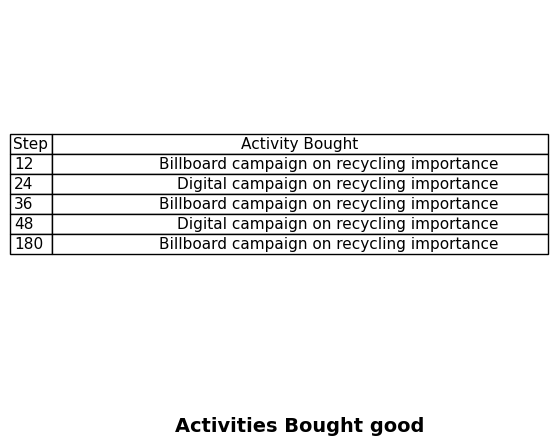 Step Activity Bought
12 Billboard campaign on recycling importance
24 Digital campaign on recycling importance
36 Billboard campaign on recycling importance
48 Digital campaign on recycling importance
180 Billboard campaign on recycling importance
Activities Bought good